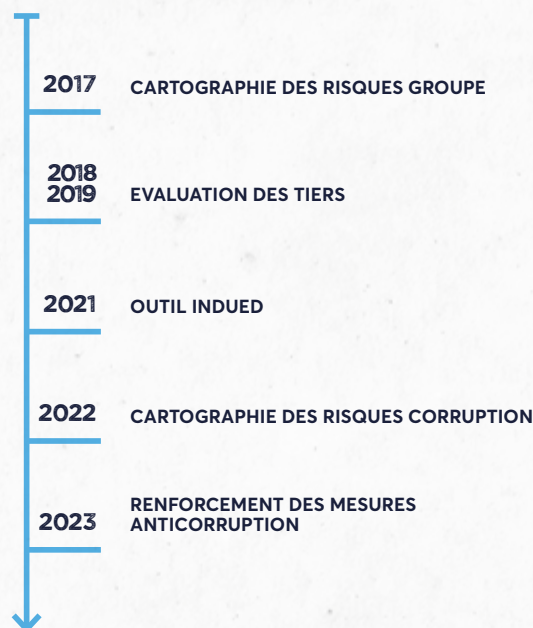 2017 CARTOGRAPHIE DES RISQUES GROUPE
2018
2019 EVALUATION DES TIERS
2021 OUTIL INDUED
2022 CARTOGRAPHIE DES RISQUES CORRUPTION
RENFORCEMENT DES MESURES
2023 ANTICORRUPTION